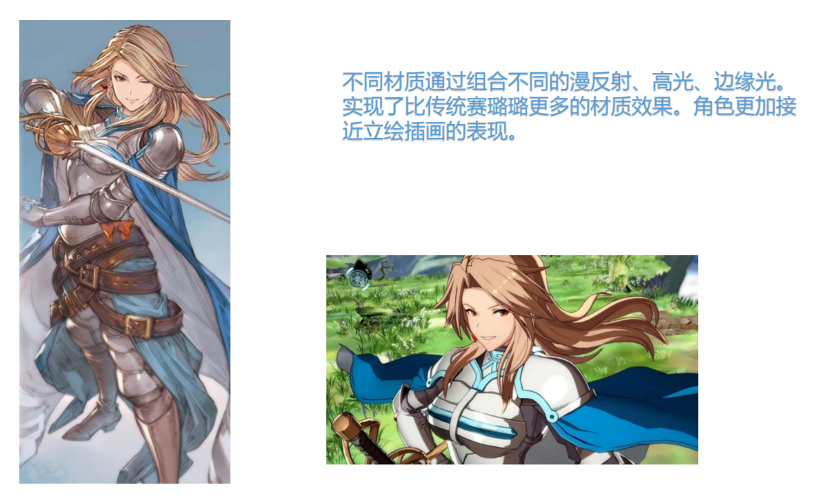 不同材质通过组合不同的漫反射、高光、边缘光。
实现了比传统赛璐璐更多的材质效果。角色更加接
近立绘插画的表现。